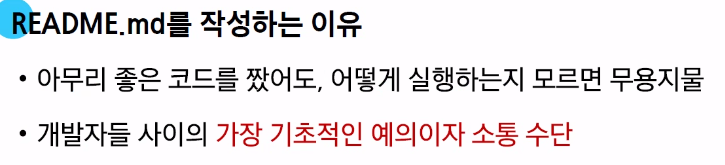 README.md를 작성하는 이유
• 아무리 좋은 코드를 짰어도, 어떻게 실행하는지 모르면 무용지물
• 개발자들 사이의 가장 기초적인 예의이자 소통 수단